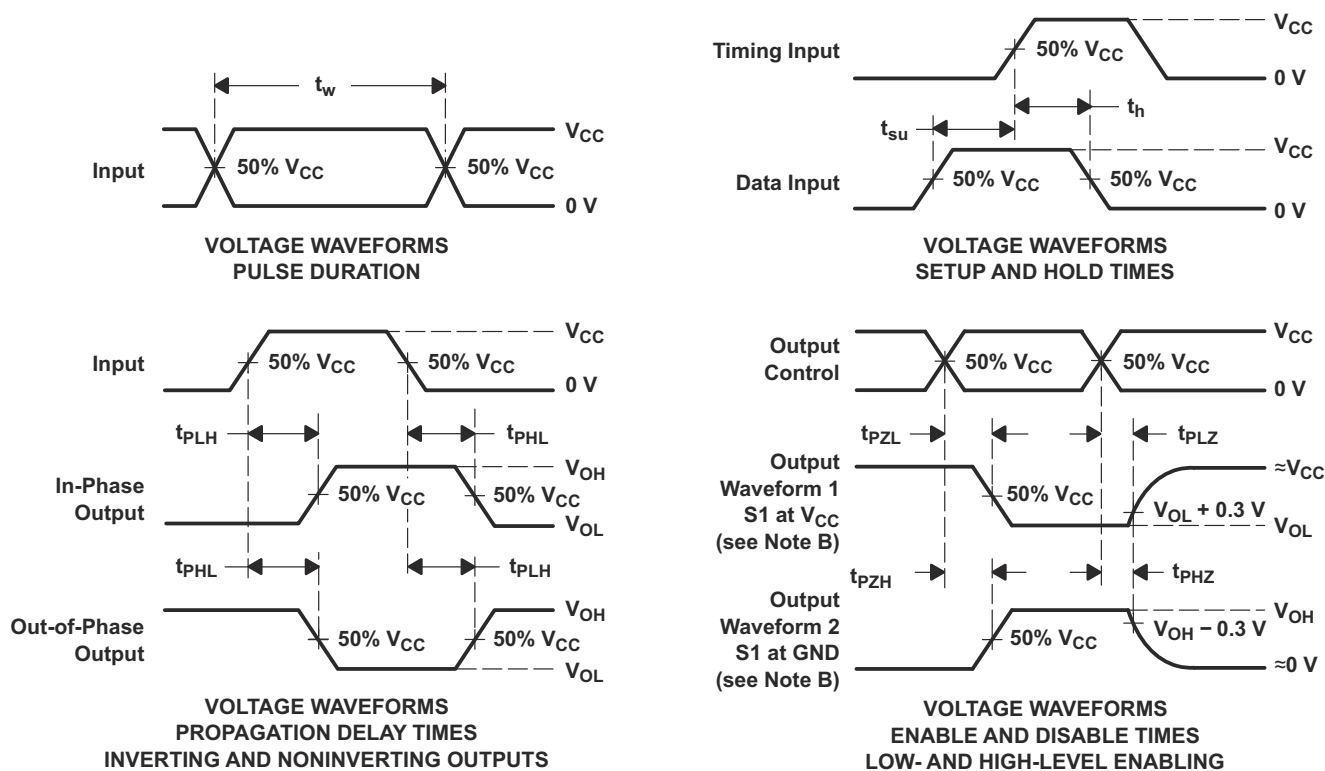 t_w
Input
50% V_CC
50% V_CC
V_CC
0 V
VOLTAGE WAVEFORMS
PULSE DURATION
Timing Input
50% V_CC
V_CC
0 V
t_h
t_su
Data Input
50% V_CC
50% V_CC
V_CC
0 V
VOLTAGE WAVEFORMS
SETUP AND HOLD TIMES
Input
50% V_CC
50% V_CC
V_CC
0 V
t_PLH
t_PHL
In-Phase
Output
50% V_CC
50% V_CC
V_OH
V_OL
t_PHL
t_PLH
Out-of-Phase
Output
50% V_CC
50% V_CC
V_OH
V_OL
VOLTAGE WAVEFORMS
PROPAGATION DELAY TIMES
INVERTING AND NONINVERTING OUTPUTS
Output
Control
50% V_CC
50% V_CC
V_CC
0 V
t_PZL
t_PLZ
Output
Waveform 1
S1 at V_CC
(see Note B)
50% V_CC
V_OL + 0.3 V
≈V_CC
V_OL
t_PZH
t_PHZ
Output
Waveform 2
S1 at GND
(see Note B)
50% V_CC
V_OH − 0.3 V
V_OH
≈0 V
VOLTAGE WAVEFORMS
ENABLE AND DISABLE TIMES
LOW- AND HIGH-LEVEL ENABLING